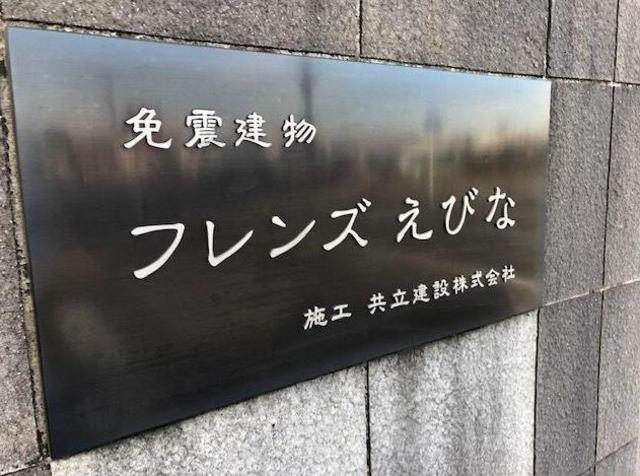 免震建物
フレンズ えびな
施工 共立建設株式会社